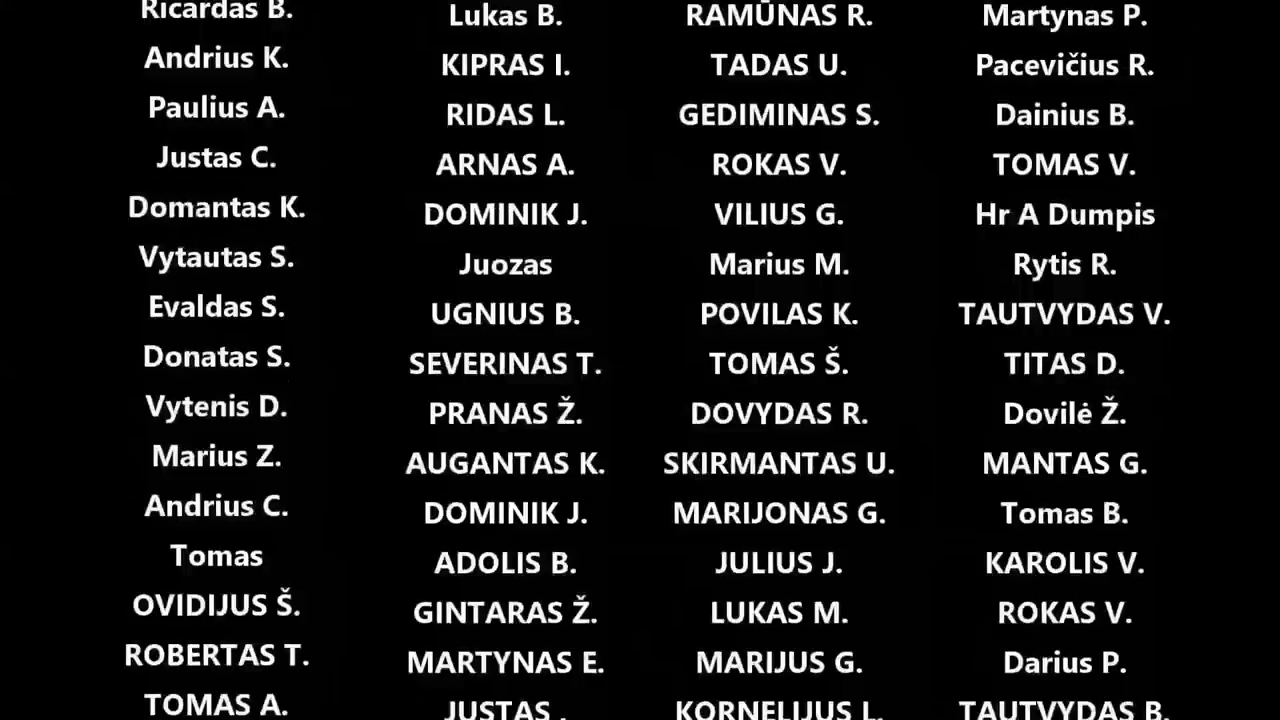 Ricardas B.
Andrius K.
Paulius A.
Justas C.
Domantas K.
Vytautas S.
Evaldas S.
Donatas S.
Vytenis D.
Marius Z.
Andrius C.
Tomas
OVIDIJUS Š.
ROBERTAS T.
TOMAS A.
Lukas B.
KIPRAS I.
RIDAS L.
ARNAS A.
DOMINIK J.
Juozas
UGNIUS B.
SEVERINAS T.
PRANAS Ž.
AUGANTAS K.
DOMINIK J.
ADOLIS B.
GINTARAS Ž.
MARTYNAS E.
JUSTAS .
RAMŪNAS R.
TADAS U.
GEDIMINAS S.
ROKAS V.
VILIUS G.
Marius M.
POVILAS K.
TOMAS Š.
DOVYDAS R.
SKIRMANTAS U.
MARIJONAS G.
JULIUS J.
LUKAS M.
MARIJUS G.
KORNELIJUS L.
Martynas P.
Pacevičius R.
Dainius B.
TOMAS V.
Hr A Dumpis
Rytis R.
TAUTVYDAS V.
TITAS D.
Dovilė Ž.
MANTAS G.
Tomas B.
KAROLIS V.
ROKAS V.
Darius P.
TAUTVYDAS B.